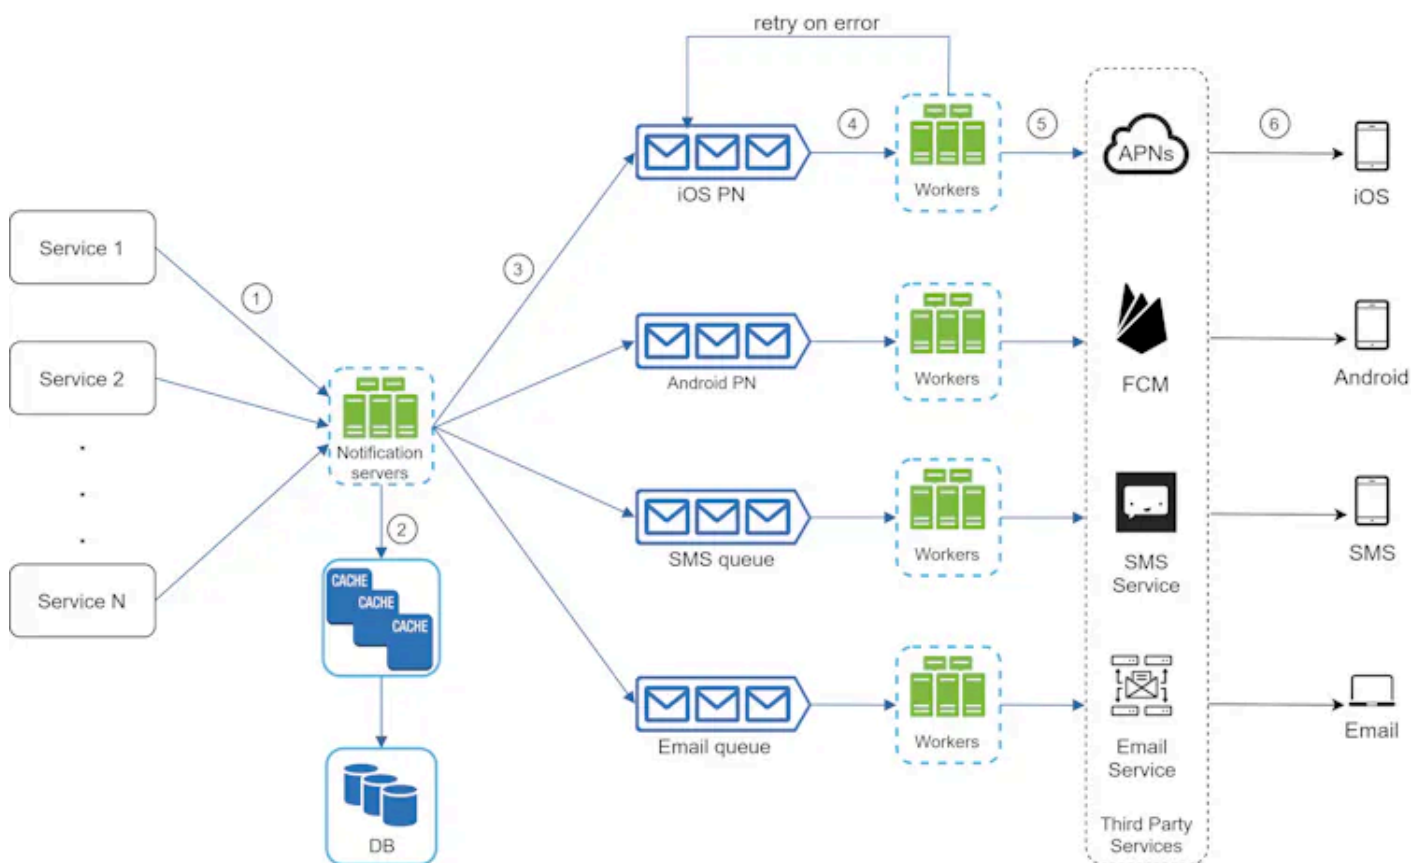 retry on error
4
5
6
APNs
iOS PN
Workers
iOS
Service 1
3
1
Service 2
Android PN
Workers
FCM
Android
Notification
servers
2
SMS queue
Workers
SMS
Service
SMS
CACHE
CACHE
CACHE
Service N
Email queue
Workers
Email
Service
Email
DB
Third Party
Services